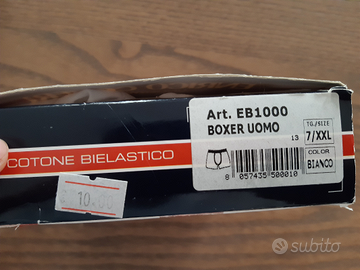 Art. EB1000
BOXER UOMO
13
TG./SIZE
7/XXL
COLOR
BIANCO
8 057435 500010
COTONE BIELASTICO
10.00
subito